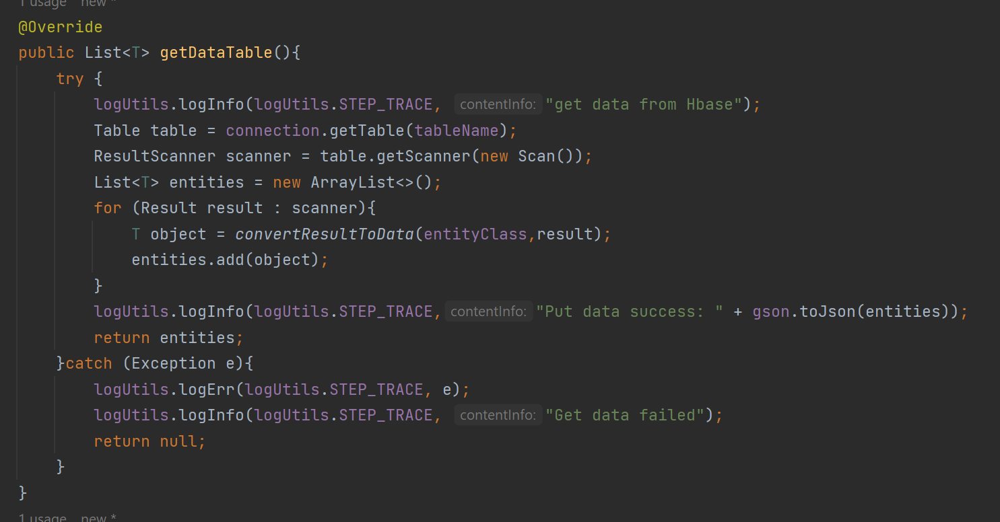 1 usage new *
@Override
public List<T> getDataTable(){
try {
logUtils.logInfo(logUtils.STEP_TRACE, contentInfo: "get data from Hbase");
Table table = connection.getTable(tableName);
ResultScanner scanner = table.getScanner(new Scan());
List<T> entities = new ArrayList<>();
for (Result result : scanner){
T object = convertResultToData(entityClass,result);
entities.add(object);
}
logUtils.logInfo(logUtils.STEP_TRACE, contentInfo: "Put data success: " + gson.toJson(entities));
return entities;
}catch (Exception e){
logUtils.logErr(logUtils.STEP_TRACE, e);
logUtils.logInfo(logUtils.STEP_TRACE, contentInfo: "Get data failed");
return null;
}
}
1 usage new *